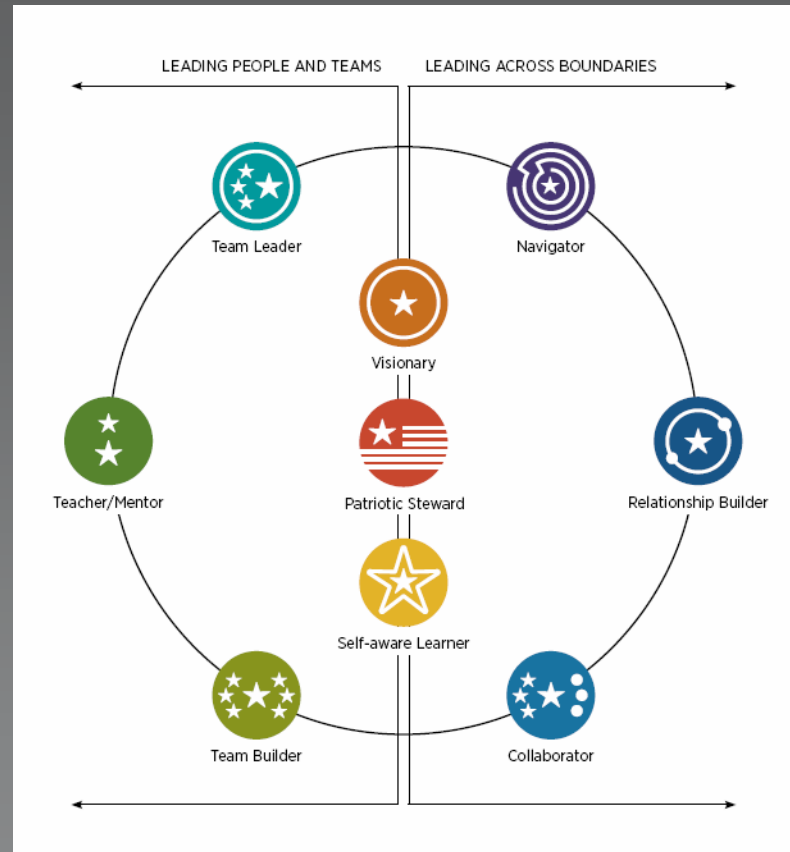 LEADING PEOPLE AND TEAMS
LEADING ACROSS BOUNDARIES
Team Leader
Navigator
Visionary
Teacher/Mentor
Patriotic Steward
Relationship Builder
Self-aware Learner
Team Builder
Collaborator